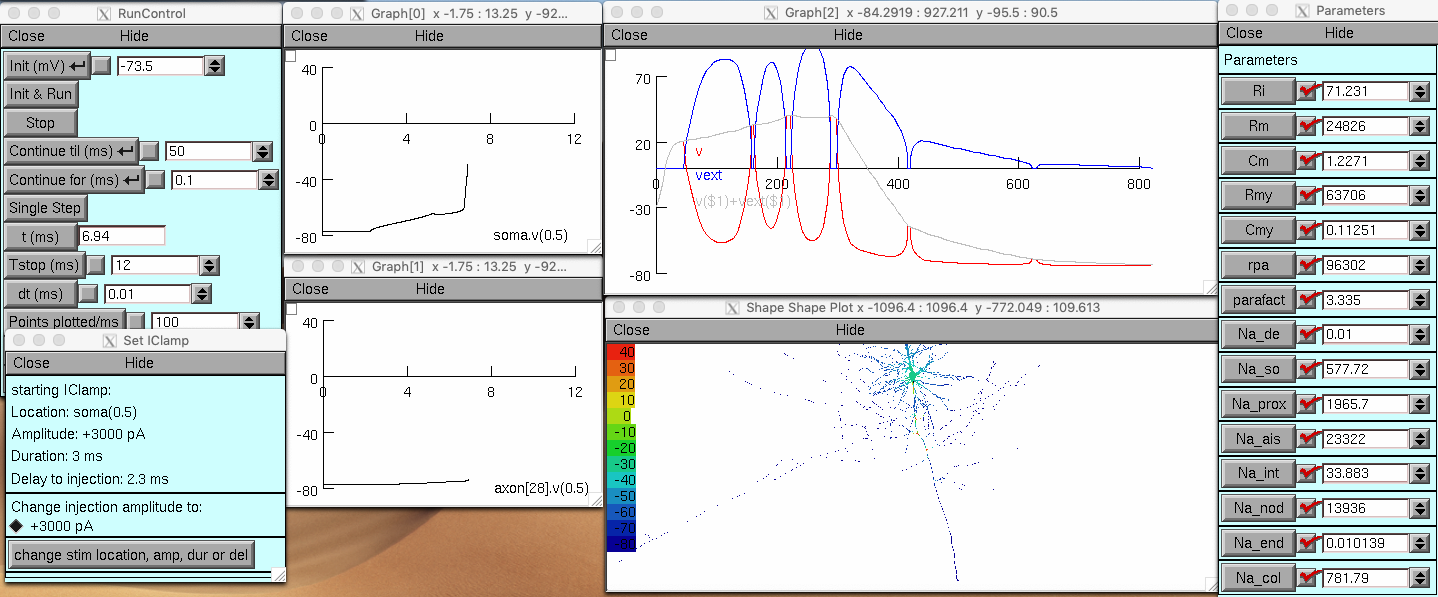 RunControl
Close Hide
Init (mV) -73.5
Init & Run
Stop
Continue til (ms) 50
Continue for (ms) 0.1
Single Step
t (ms) 6.94
Tstop (ms) 12
dt (ms) 0.01
Points plotted/ms 100
Set IClamp
Close Hide
starting IClamp:
Location: soma(0.5)
Amplitude: +3000 pA
Duration: 3 ms
Delay to injection: 2.3 ms
Change injection amplitude to:
+3000 pA
change stim location, amp, dur or del
Graph[0] x -1.75 : 13.25 y -92...
Close Hide
40
0
0 4 8 12
-40
-80
soma.v(0.5)
Graph[1] x -1.75 : 13.25 y -92...
Close Hide
40
0
0 4 8 12
-40
-80
axon[28].v(0.5)
Graph[2] x -84.2919 : 927.211 y -95.5 : 90.5
Close Hide
70
20
v
vext
v($1)+vext($1)
0 200 400 600 800
-30
-80
Shape Shape Plot x -1096.4 : 1096.4 y -772.049 : 109.613
Close Hide
40
30
20
10
0
-10
-20
-30
-40
-50
-60
-70
Parameters
Close Hide
Parameters
Ri 71.231
Rm 24826
Cm 1.2271
Rmy 63706
Cmy 0.11251
rpa 96302
parafact 3.335
Na_de 0.01
Na_so 577.72
Na_prox 1965.7
Na_ais 23322
Na_int 33.883
Na_nod 13936
Na_end 0.010139
Na_col 781.79